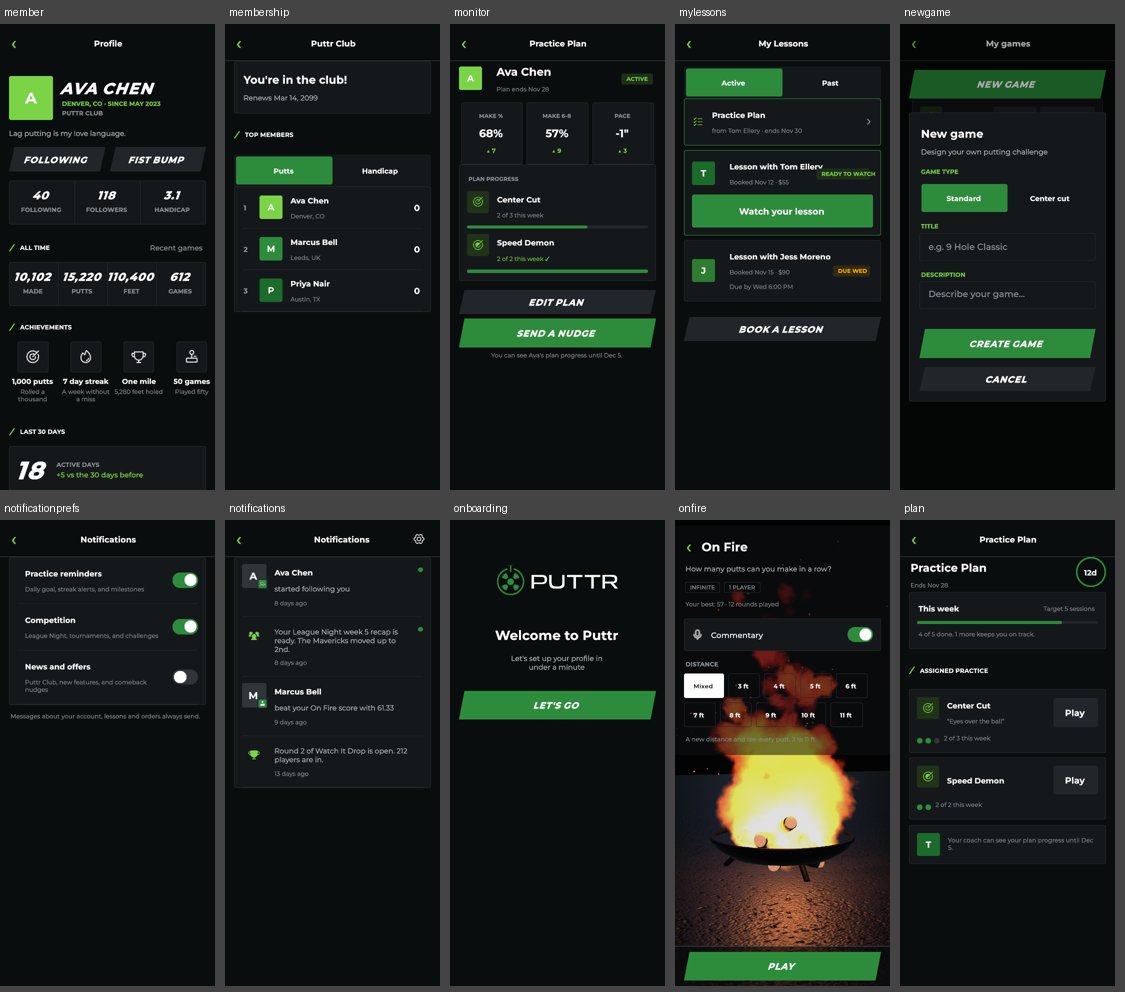 member
Profile
A
AVA CHEN
DENVER, CO · SINCE MAY 2023
PUTTR CLUB
Lag putting is my love language.
FOLLOWING
FIST BUMP
40
FOLLOWING
118
FOLLOWERS
3.1
HANDICAP
ALL TIME
Recent games
10,102
MADE
15,220
PUTTS
110,400
FEET
612
GAMES
ACHIEVEMENTS
1,000 putts
Rolled a
thousand
7 day streak
A week without
a miss
One mile
5,280 feet holed
50 games
Played fifty
LAST 30 DAYS
18
ACTIVE DAYS
+5 vs the 30 days before
membership
Puttr Club
You're in the club!
Renews Mar 14, 2099
TOP MEMBERS
Putts
Handicap
1
A
Ava Chen
Denver, CO
0
2
M
Marcus Bell
Leeds, UK
0
3
P
Priya Nair
Austin, TX
0
monitor
Practice Plan
A
Ava Chen
Plan ends Nov 28
ACTIVE
MAKE %
68%
7
MAKE 6-8
57%
9
PACE
-1"
3
PLAN PROGRESS
Center Cut
2 of 3 this week
Speed Demon
2 of 2 this week ✓
EDIT PLAN
SEND A NUDGE
You can see Ava's plan progress until Dec 5.
mylessons
My Lessons
Active
Past
Practice Plan
from Tom Ellery · ends Nov 30
T
Lesson with Tom Ellery
Booked Nov 12 · $55
READY TO WATCH
Watch your lesson
J
Lesson with Jess Moreno
Booked Nov 15 · $90
DUE WED
Due by Wed 6:00 PM
BOOK A LESSON
newgame
My games
NEW GAME
New game
Design your own putting challenge
GAME TYPE
Standard
Center cut
TITLE
e.g. 9 Hole Classic
DESCRIPTION
Describe your game...
CREATE GAME
CANCEL
notificationprefs
Notifications
Practice reminders
Daily goal, streak alerts, and milestones
Competition
League Night, tournaments, and challenges
News and offers
Puttr Club, new features, and comeback
nudges
Messages about your account, lessons and orders always send.
notifications
Notifications
A
Ava Chen
started following you
8 days ago
Your League Night week 5 recap is
ready. The Mavericks moved up to
2nd.
8 days ago
M
Marcus Bell
beat your On Fire score with 61.33
9 days ago
Round 2 of Watch It Drop is open. 212
players are in.
13 days ago
onboarding
PUTTR
Welcome to Puttr
Let's set up your profile in
under a minute
LET'S GO
onfire
On Fire
How many putts can you make in a row?
INFINITE
1 PLAYER
Your best: 57 · 12 rounds played
Commentary
DISTANCE
Mixed
3 ft
4 ft
5 ft
6 ft
7 ft
8 ft
9 ft
10 ft
11 ft
A new distance and tee every putt, 3 to 11 ft.
PLAY
plan
Practice Plan
Practice Plan
Ends Nov 28
12d
This week
Target 5 sessions
4 of 5 done. 1 more keeps you on track.
ASSIGNED PRACTICE
Center Cut
"Eyes over the ball"
Play
2 of 3 this week
Speed Demon
Play
2 of 2 this week
T
Your coach can see your plan progress until Dec
5.